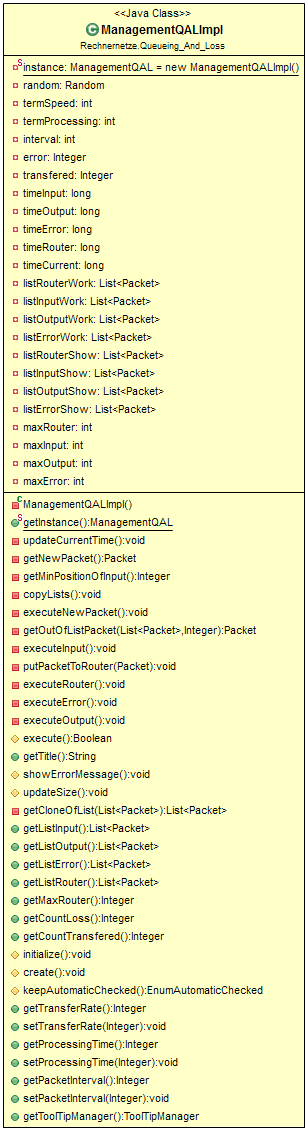 <<Java Class>>
ManagementQALImpl
Rechnernetze.Queueing_And_Loss
instance: ManagementQAL = new ManagementQALImpl()
random: Random
termSpeed: int
termProcessing: int
interval: int
error: Integer
transfered: Integer
timeInput: long
timeOutput: long
timeError: long
timeRouter: long
timeCurrent: long
listRouterWork: List<Packet>
listInputWork: List<Packet>
listOutputWork: List<Packet>
listErrorWork: List<Packet>
listRouterShow: List<Packet>
listInputShow: List<Packet>
listOutputShow: List<Packet>
listErrorShow: List<Packet>
maxRouter: int
maxInput: int
maxOutput: int
maxError: int
ManagementQALImpl()
getInstance():ManagementQAL
updateCurrentTime():void
getNewPacket():Packet
getMinPositionOfInput():Integer
copyLists():void
executeNewPacket():void
getOutOfListPacket(List<Packet>,Integer):Packet
executeInput():void
putPacketToRouter(Packet):void
executeRouter():void
executeError():void
executeOutput():void
execute():Boolean
getTitle():String
showErrorMessage():void
updateSize():void
getCloneOfList(List<Packet>):List<Packet>
getListInput():List<Packet>
getListOutput():List<Packet>
getListError():List<Packet>
getListRouter():List<Packet>
getMaxRouter():Integer
getCountLoss():Integer
getCountTransfered():Integer
initialize():void
create():void
keepAutomaticChecked():EnumAutomaticChecked
getTransferRate():Integer
setTransferRate(Integer):void
getProcessingTime():Integer
setProcessingTime(Integer):void
getPacketInterval():Integer
setPacketInterval(Integer):void
getToolTipManager():ToolTipManager